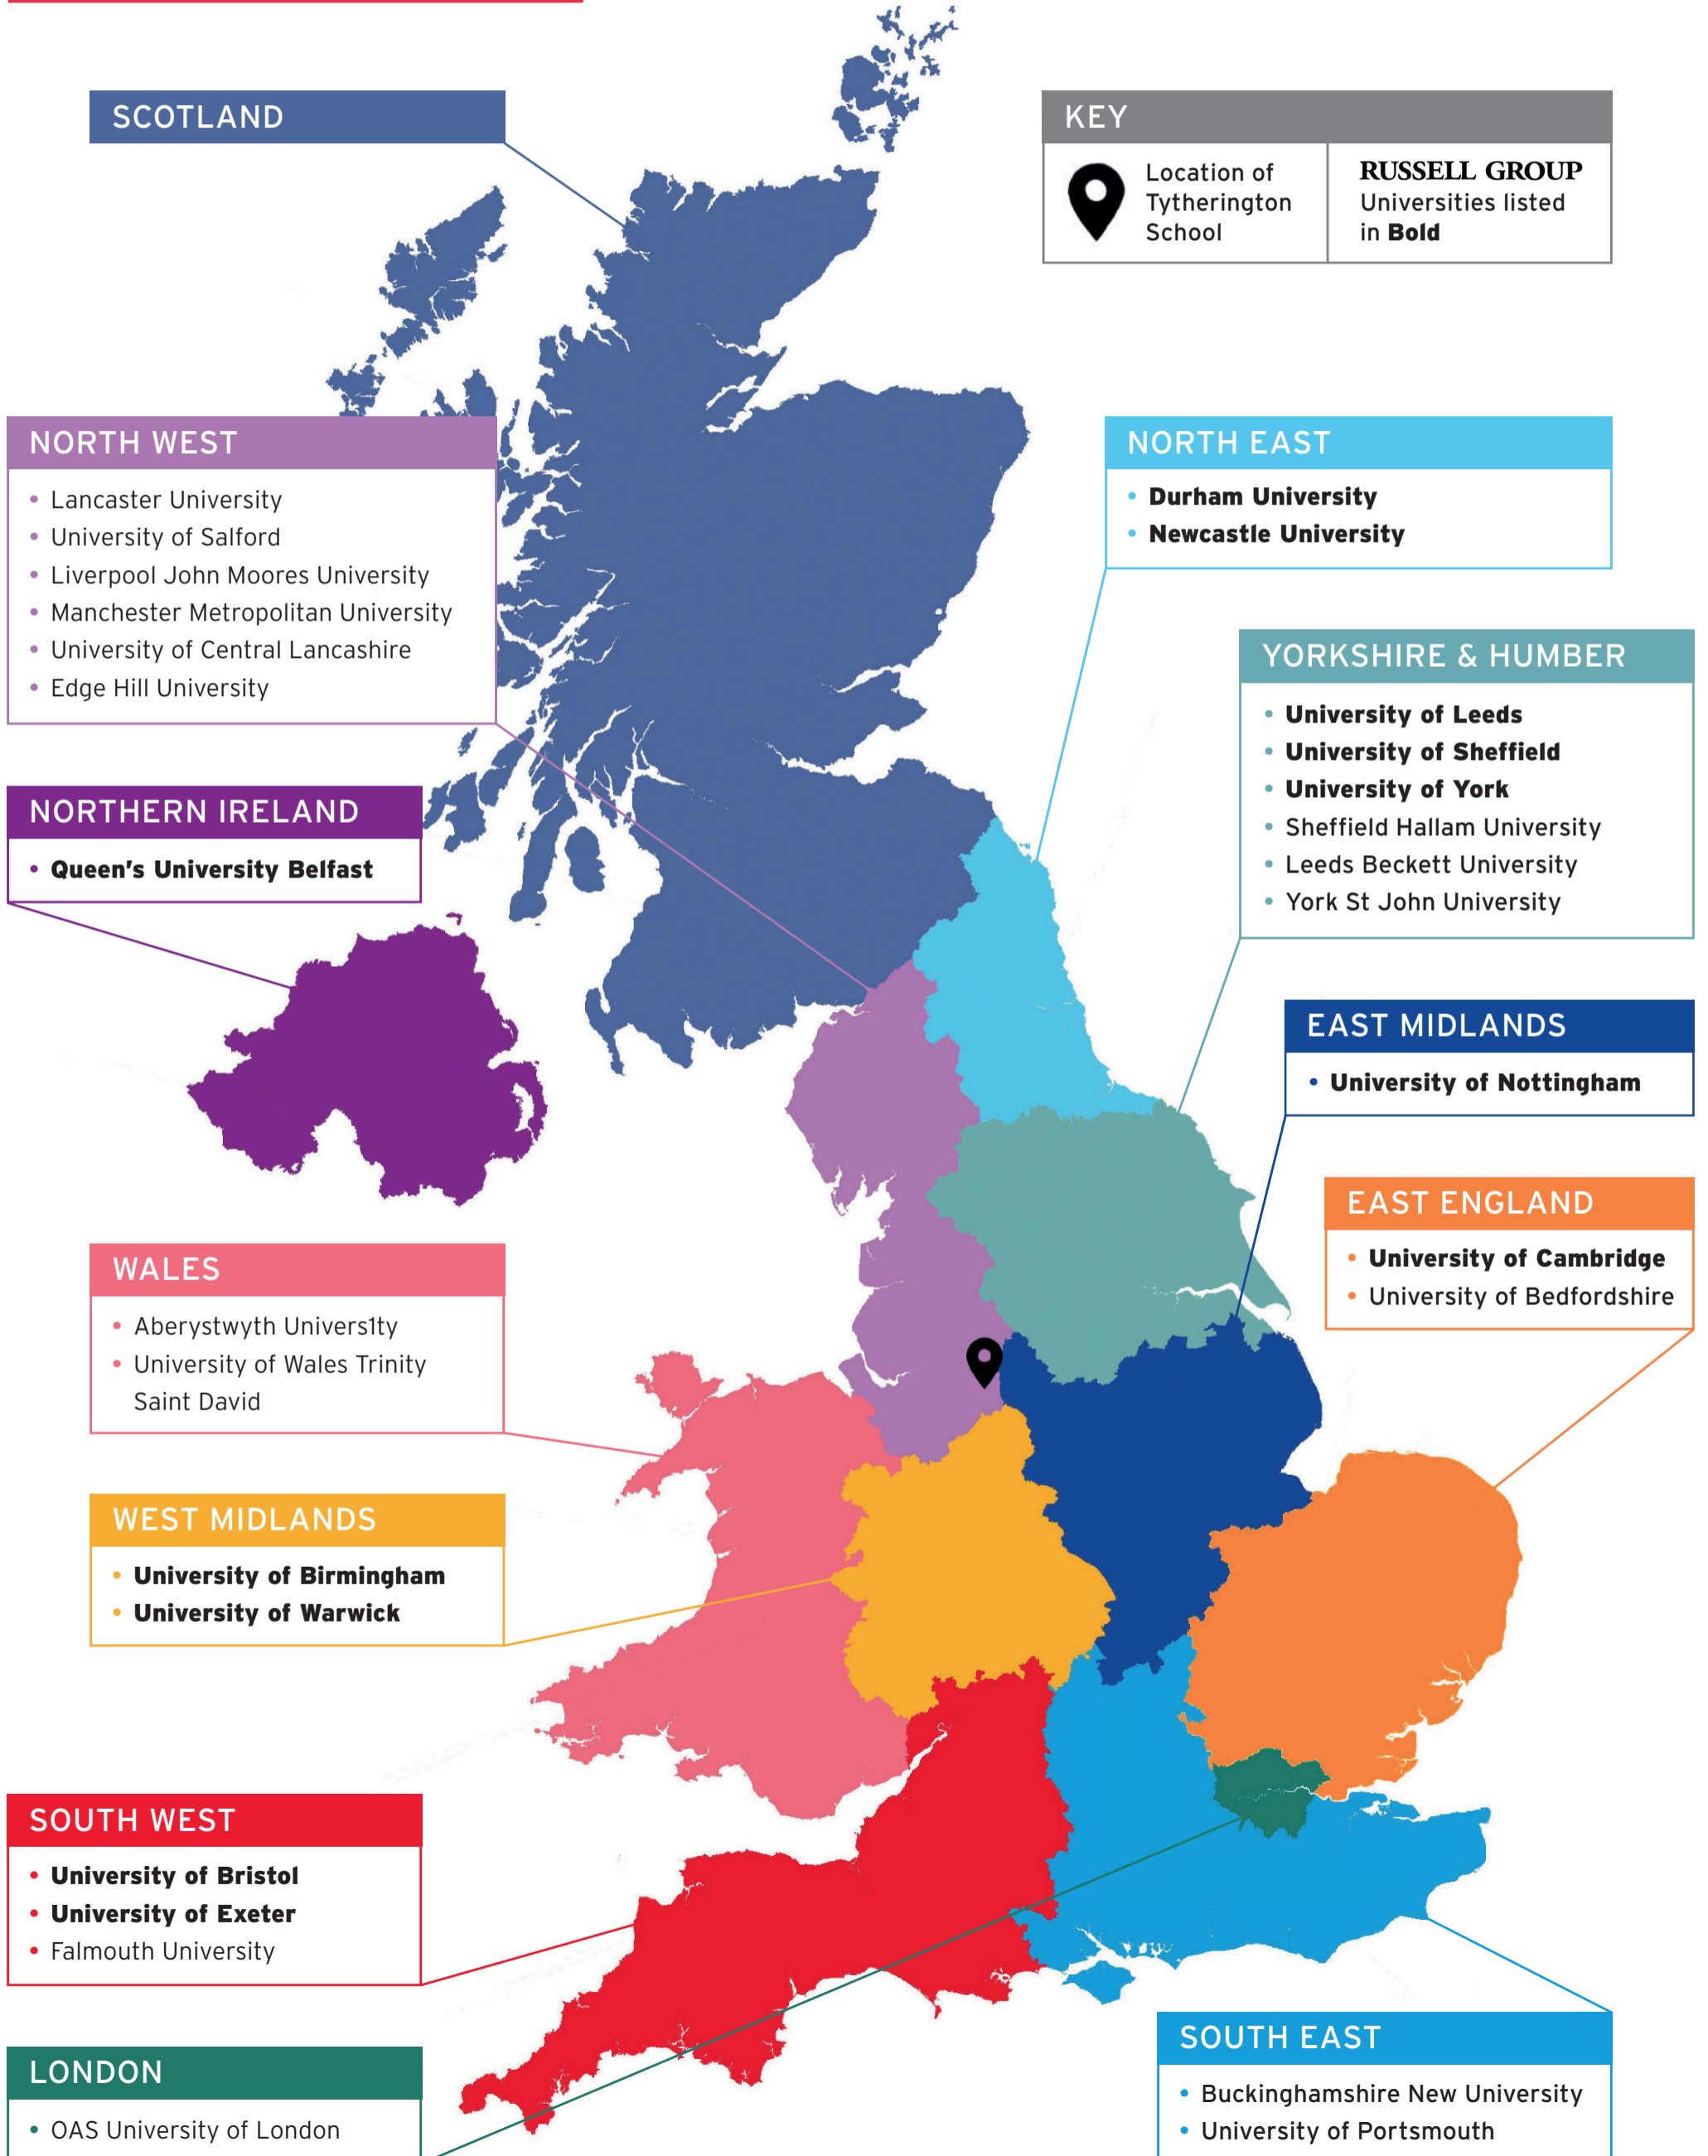 SCOTLAND
KEY
Location of
Tytherington
School
RUSSELL GROUP
Universities listed
in Bold
NORTH WEST
• Lancaster University
• University of Salford
• Liverpool John Moores University
• Manchester Metropolitan University
• University of Central Lancashire
• Edge Hill University
NORTH EAST
• Durham University
• Newcastle University
YORKSHIRE & HUMBER
• University of Leeds
• University of Sheffield
• University of York
• Sheffield Hallam University
• Leeds Beckett University
• York St John University
NORTHERN IRELAND
• Queen's University Belfast
EAST MIDLANDS
• University of Nottingham
EAST ENGLAND
• University of Cambridge
• University of Bedfordshire
WALES
• Aberystwyth Univers1ty
• University of Wales Trinity
Saint David
WEST MIDLANDS
• University of Birmingham
• University of Warwick
SOUTH WEST
• University of Bristol
• University of Exeter
• Falmouth University
LONDON
• OAS University of London
SOUTH EAST
• Buckinghamshire New University
• University of Portsmouth